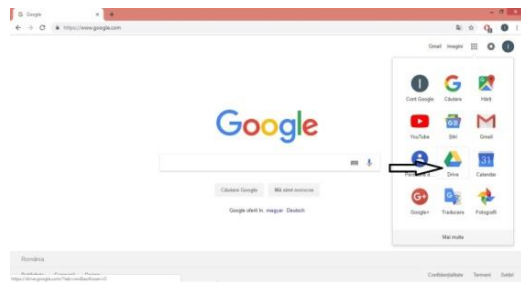 Google
https://www.google.com
Gmail Imagini
Cont Google Căutare Hărți
YouTube Știri Gmail
Drive Calendar
Google+ Traducere Fotografii
Mai multe
Google
Căutare Google Mă simt norocos
Google oferit în magyar Deutsch
România
Confidențialitate Termeni Setări